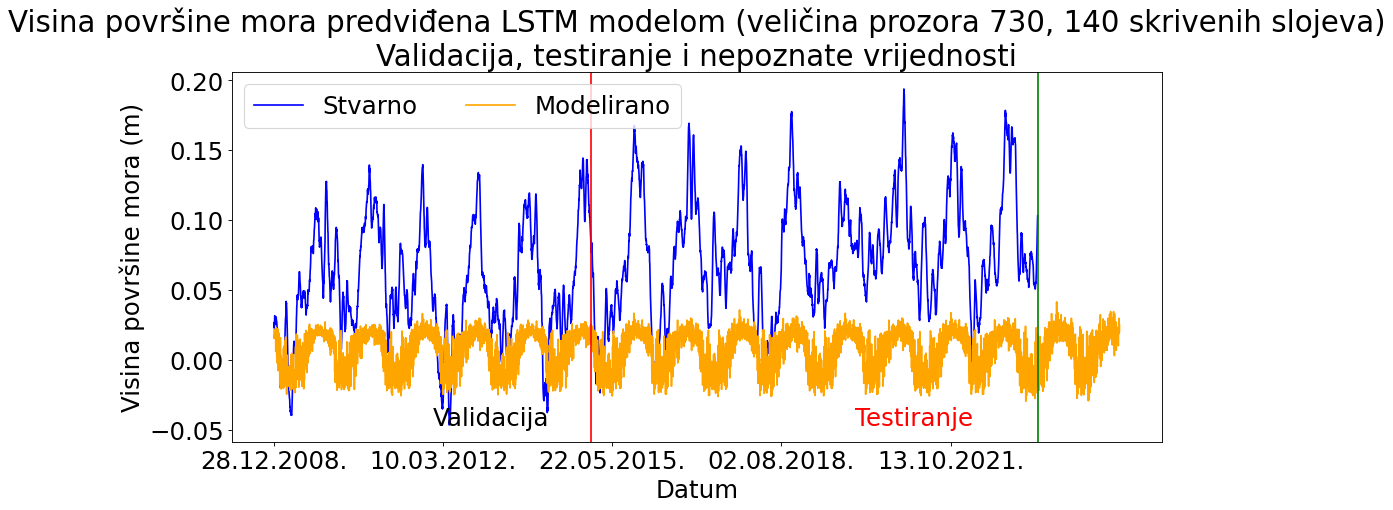 Visina površine mora predviđena LSTM modelom (veličina prozora 730, 140 skrivenih slojeva)
Validacija, testiranje i nepoznate vrijednosti
Stvarno
Modelirano
Visina površine mora (m)
0.20
0.15
0.10
0.05
0.00
−0.05
Validacija
Testiranje
28.12.2008.
10.03.2012.
22.05.2015.
02.08.2018.
13.10.2021.
Datum